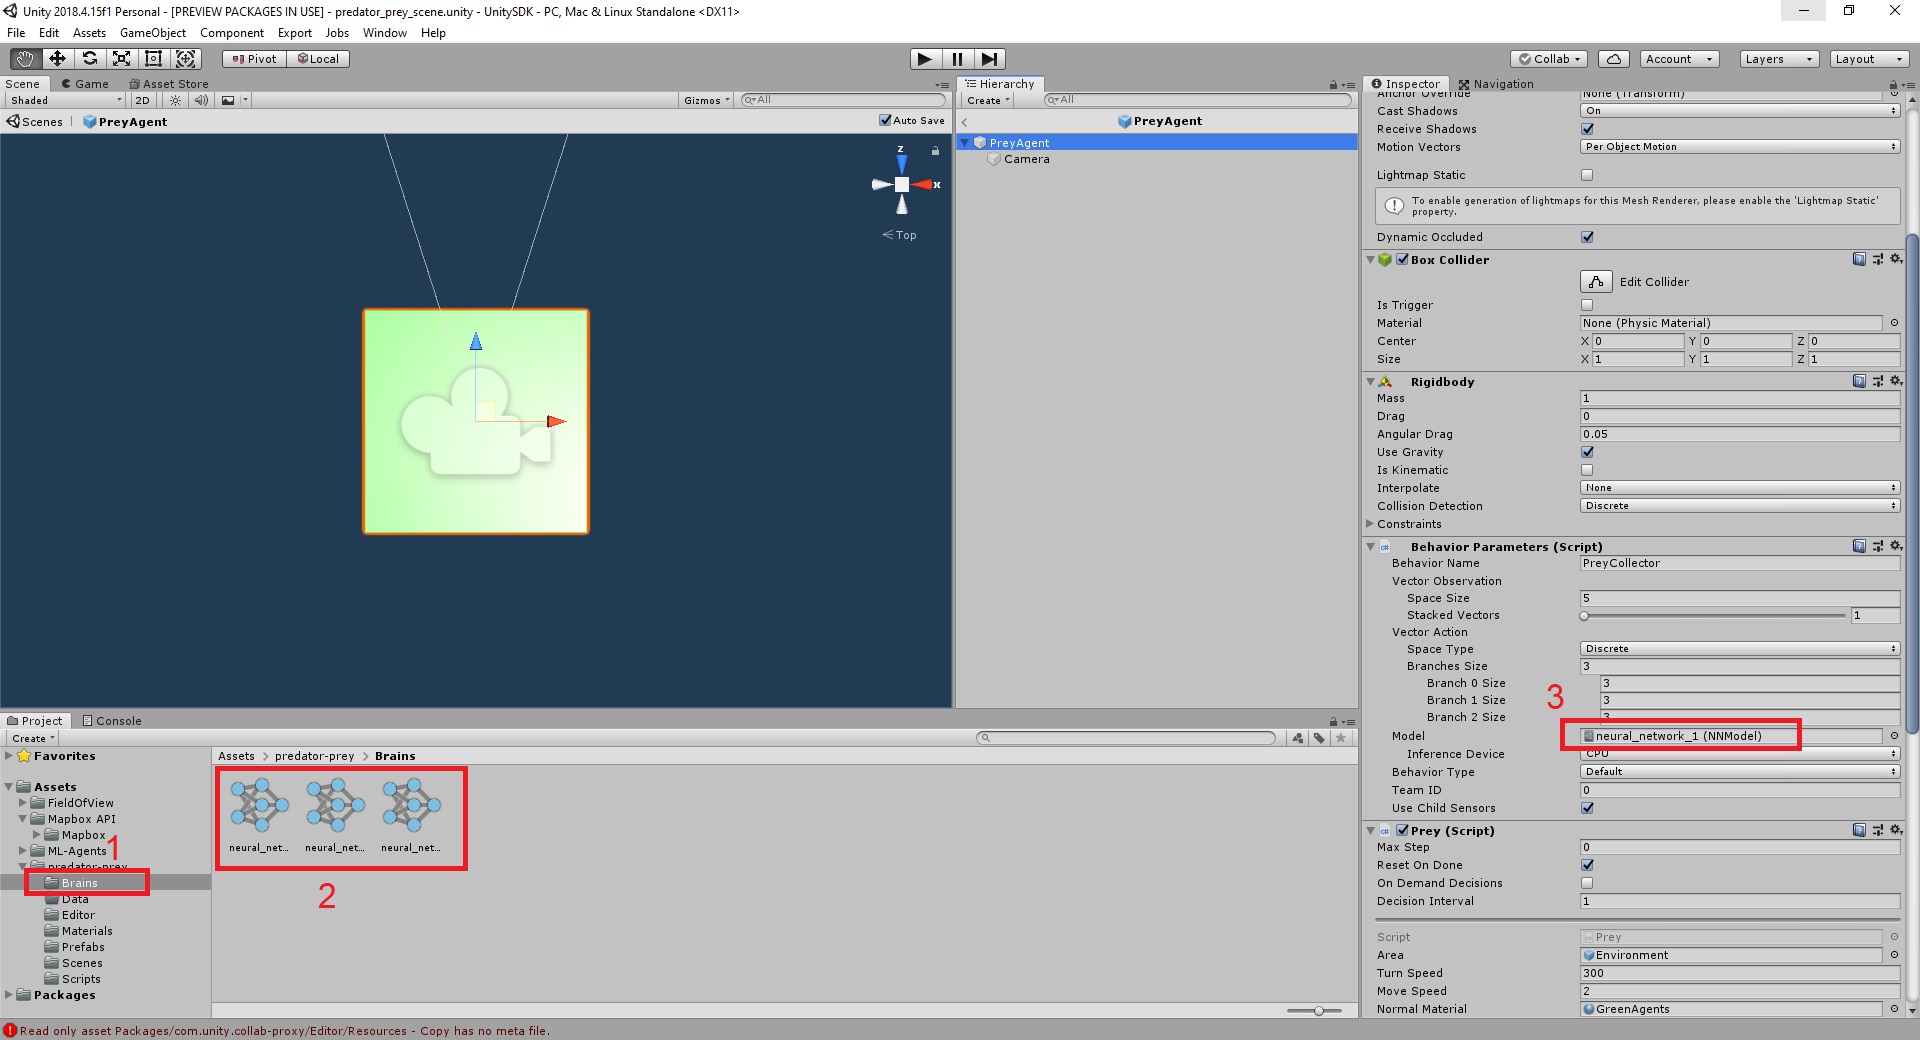 Unity 2018.4.15f1 Personal - [PREVIEW PACKAGES IN USE] - predator_prey_scene.unity - UnitySDK - PC, Mac & Linux Standalone <DX11>
File Edit Assets GameObject Component Export Jobs Window Help
Pivot Local Collab Account Layers Layout
Scene Game Asset Store
Shaded 2D Gizmos All
Scenes PreyAgent Auto Save
z
x
< Top
Hierarchy
Create All
PreyAgent
PreyAgent
Camera
Inspector Navigation
Anchor Override None (Transform)
Cast Shadows On
Receive Shadows
Motion Vectors Per Object Motion
Lightmap Static
To enable generation of lightmaps for this Mesh Renderer, please enable the 'Lightmap Static'
property.
Dynamic Occluded
Box Collider
Edit Collider
Is Trigger
Material None (Physic Material)
Center X 0 Y 0 Z 0
Size X 1 Y 1 Z 1
Rigidbody
Mass 1
Drag 0
Angular Drag 0.05
Use Gravity
Is Kinematic
Interpolate None
Collision Detection Discrete
Constraints
Behavior Parameters (Script)
Behavior Name PreyCollector
Vector Observation
Space Size 5
Stacked Vectors 1
Vector Action
Space Type Discrete
Branches Size 3
Branch 0 Size 3
Branch 1 Size 3
Branch 2 Size 3
3
Model neural_network_1 (NNModel)
Inference Device CPU
Behavior Type Default
Team ID 0
Use Child Sensors
Prey (Script)
Max Step 0
Reset On Done
On Demand Decisions
Decision Interval 1
Script Prey
Area Environment
Turn Speed 300
Move Speed 2
Normal Material GreenAgents
Project Console
Create
Favorites
Assets
FieldOfView
Mapbox API
Mapbox
ML-Agents
predator-prey
Brains
Data
Editor
Materials
Prefabs
Scenes
Scripts
Packages
1
Assets > predator-prey > Brains
neural_net... neural_net... neural_net...
2
Read only asset Packages/com.unity.collab-proxy/Editor/Resources - Copy has no meta file.